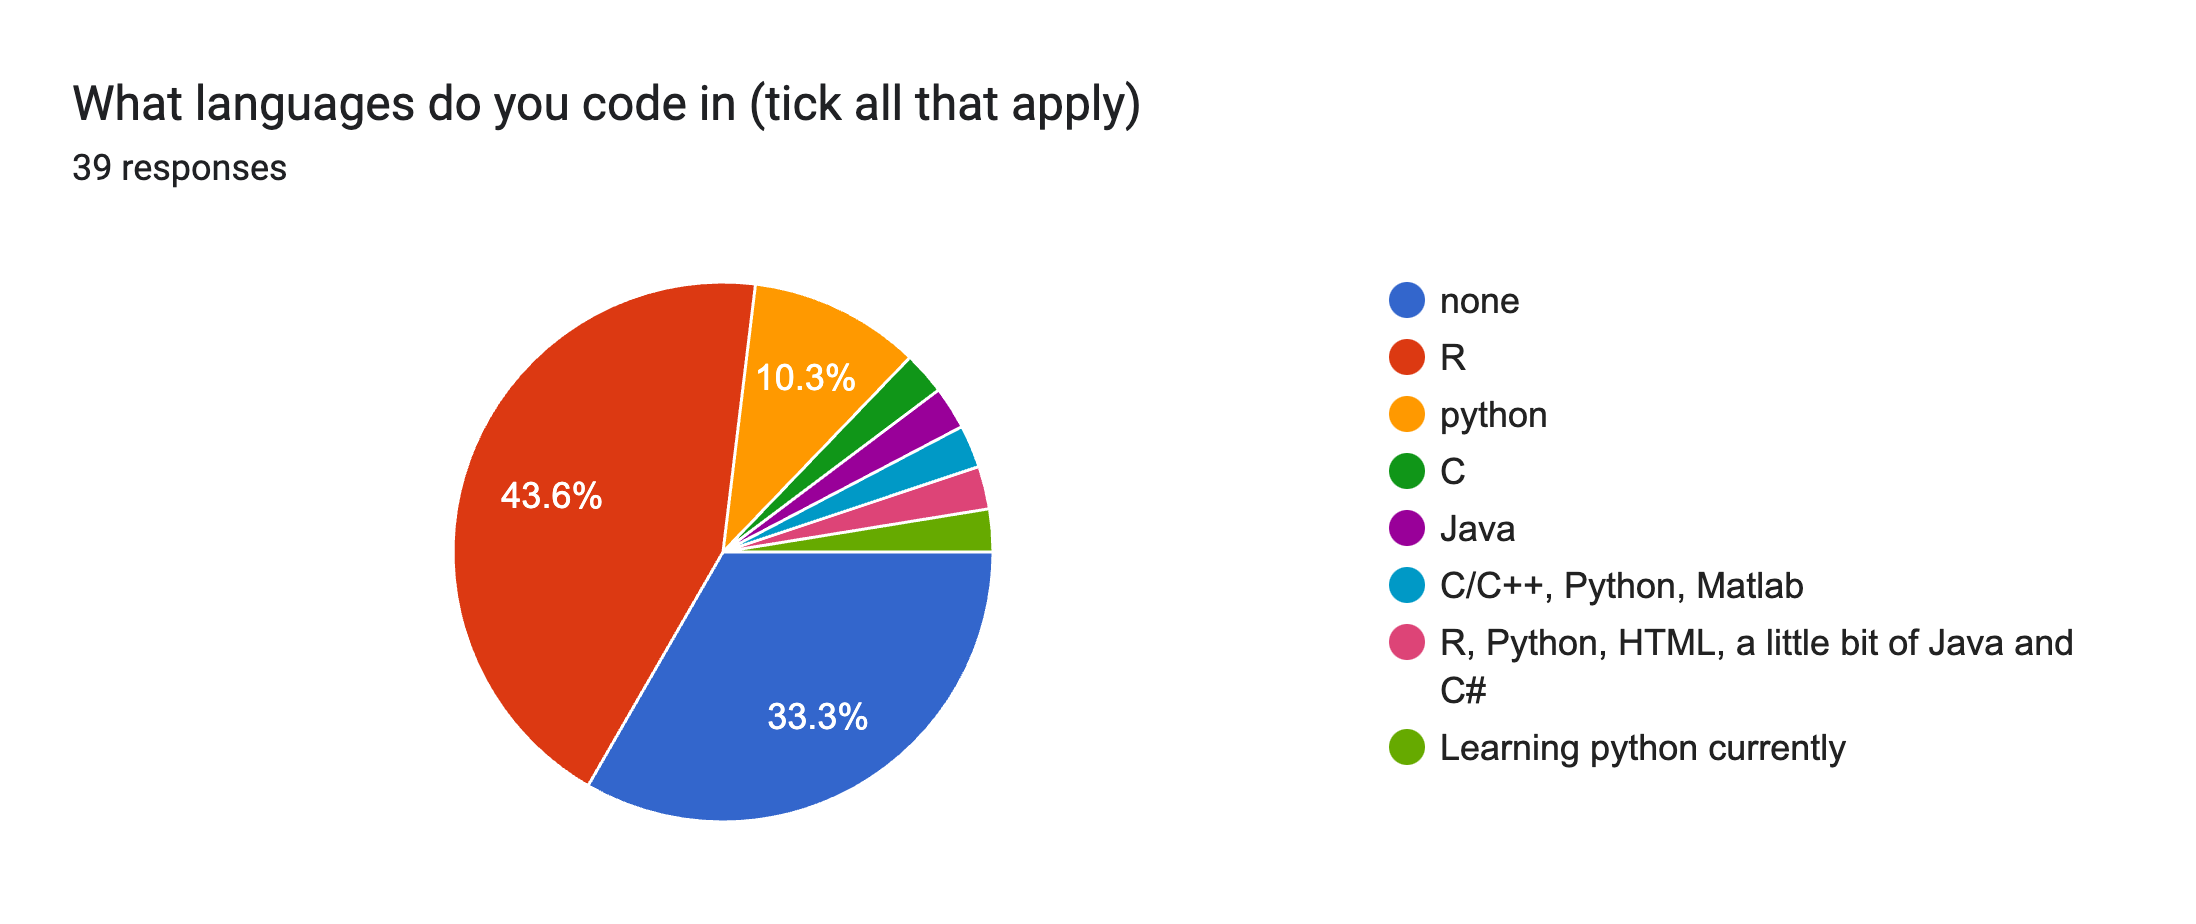 What languages do you code in (tick all that apply)
39 responses
10.3%
43.6%
33.3%
none
R
python
C
Java
C/C++, Python, Matlab
R, Python, HTML, a little bit of Java and
C#
Learning python currently